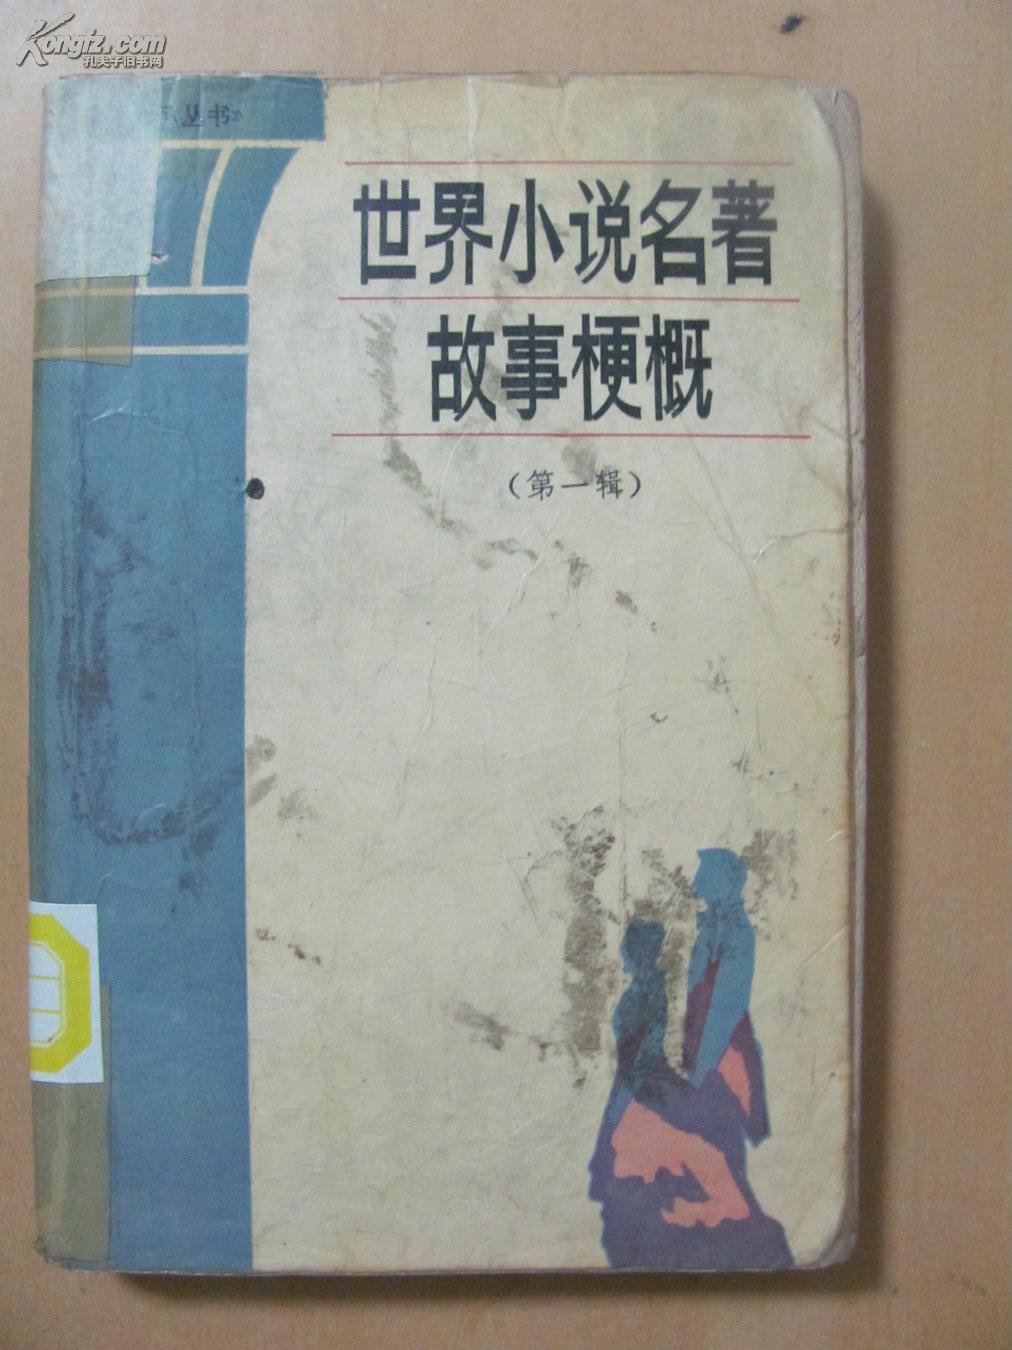 Kongfz.com
孔夫子旧书网
丛书》
世界小说名著
故事梗概
（第一辑）